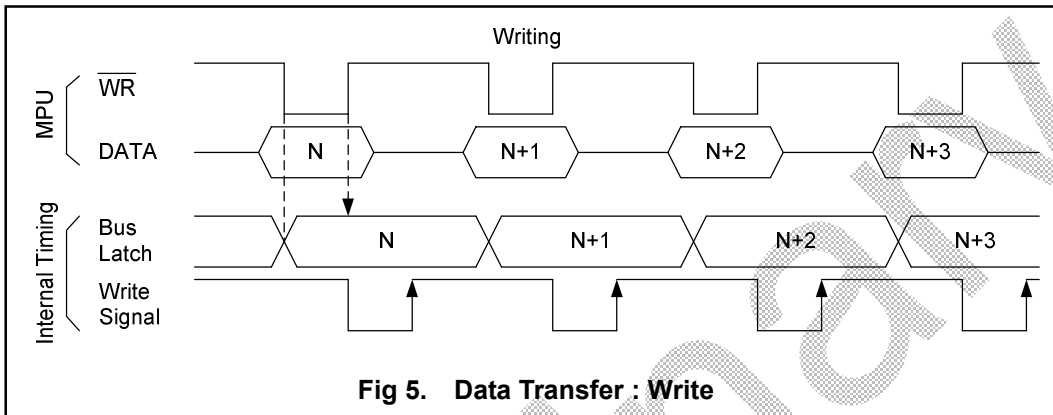 Writing
MPU
WR
DATA
N
N+1
N+2
N+3
Internal Timing
Bus
Latch
N
N+1
N+2
N+3
Write
Signal
Fig 5. Data Transfer : Write